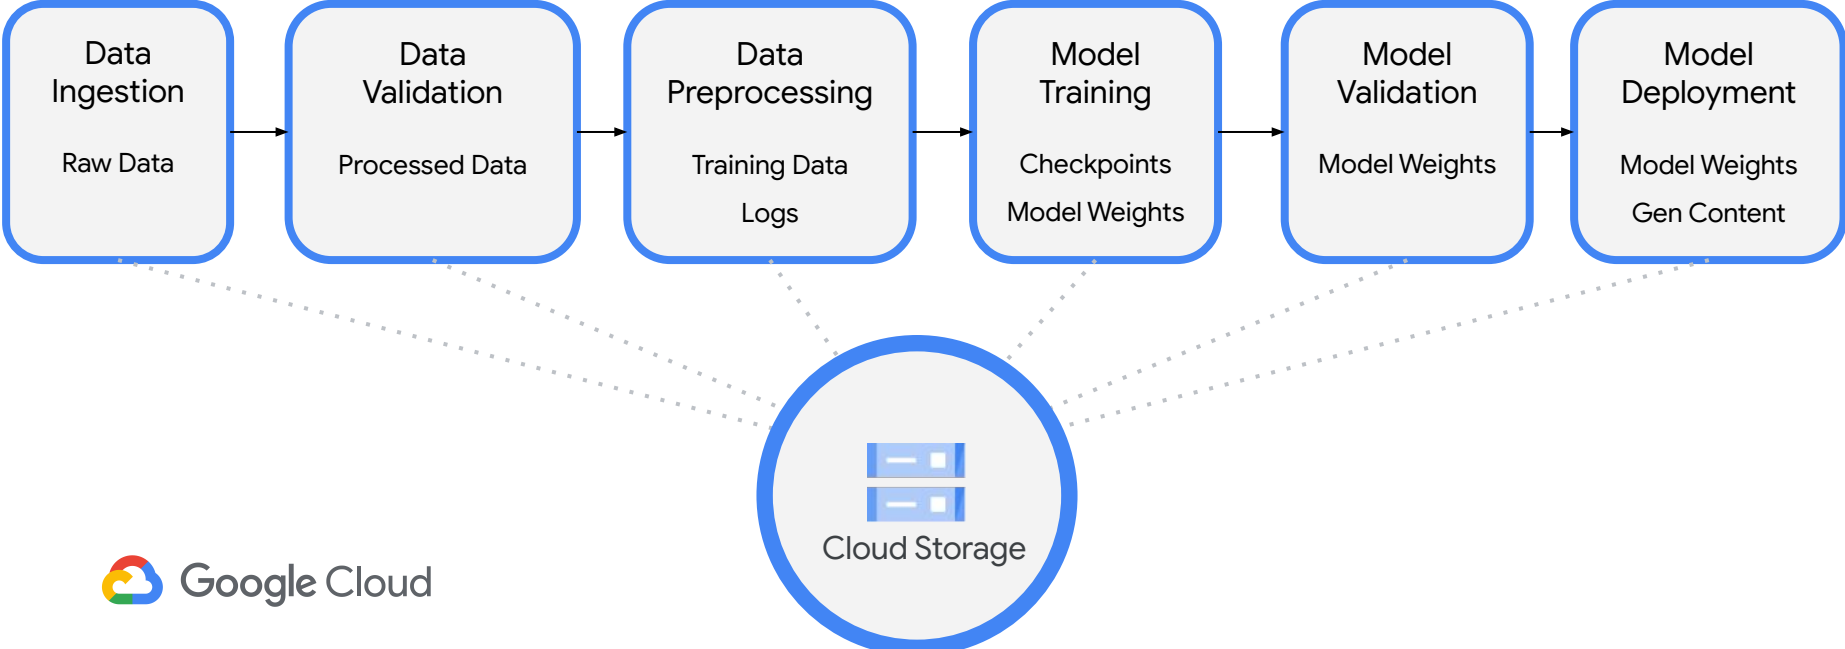 Data
Ingestion
Raw Data
Data
Validation
Processed Data
Data
Preprocessing
Training Data
Logs
Model
Training
Checkpoints
Model Weights
Model
Validation
Model Weights
Model
Deployment
Model Weights
Gen Content
Cloud Storage
Google Cloud